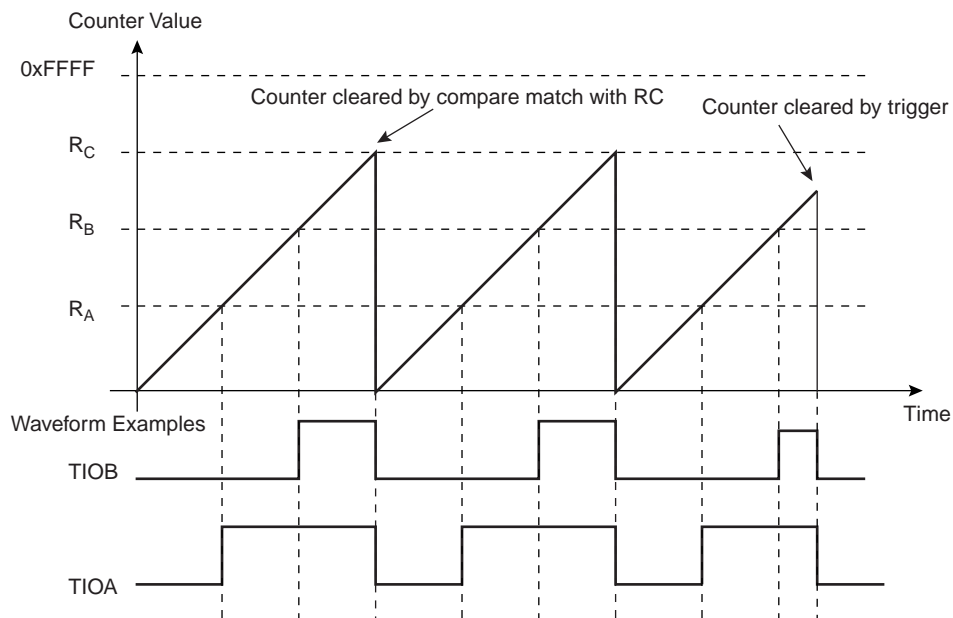 Counter Value
0xFFFF
Counter cleared by compare match with RC
Counter cleared by trigger
RC
RB
RA
Time
Waveform Examples
TIOB
TIOA